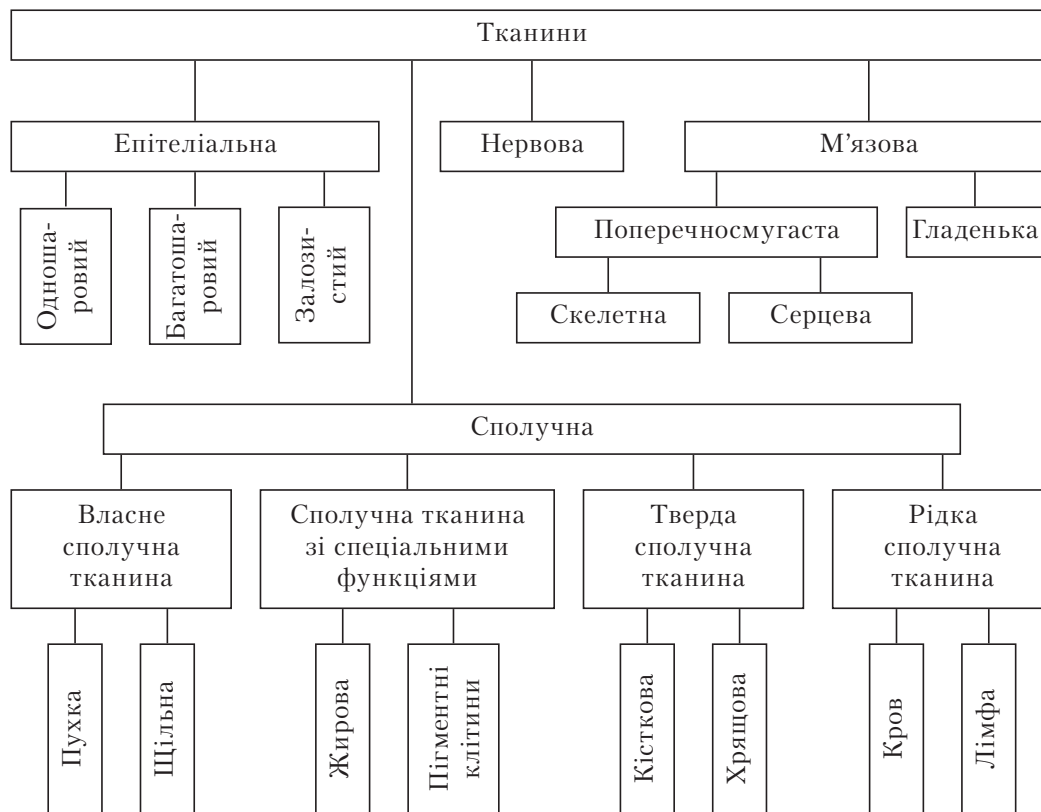 Тканини
Епітеліальна
Нервова
М’язова
Одноша-
ровий
Багатоша-
ровий
Залози-
стий
Поперечносмугаста
Гладенька
Скелетна
Серцева
Сполучна
Власне
сполучна
тканина
Сполучна тканина
зі спеціальними
функціями
Тверда
сполучна
тканина
Рідка
сполучна
тканина
Пухка
Щільна
Жирова
Пігментні
клітини
Кісткова
Хрящова
Кров
Лімфа